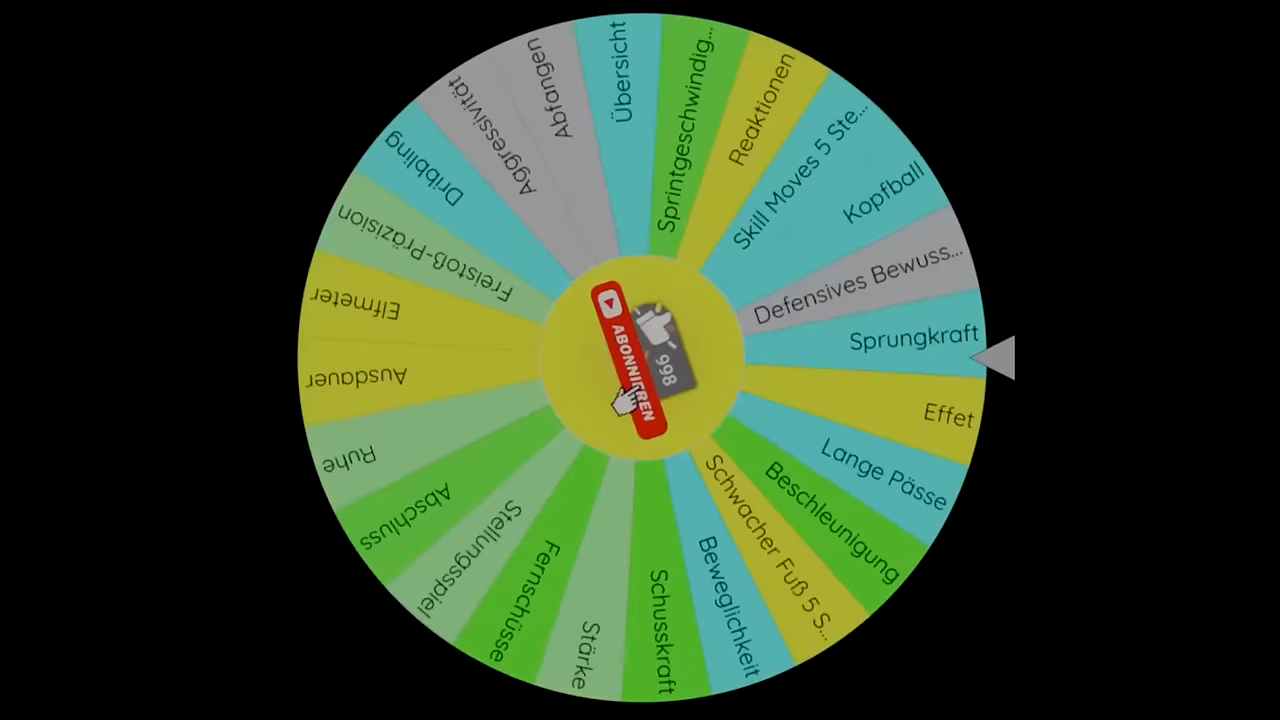 Übersicht
Sprintgeschwindig...
Reaktionen
Skill Moves 5 Ste...
Kopfball
Defensives Bewuss...
Sprungkraft
Effet
Lange Pässe
Beschleunigung
Schwacher Fuß 5 S...
Beweglichkeit
Schusskraft
Stärke
Fernschüsse
Stellungsspiel
Abschluss
Ruhe
Ausdauer
Elfmeter
Freistoß-Präzision
Dribbling
Aggressivität
Abfangen
ABONNIEREN
998